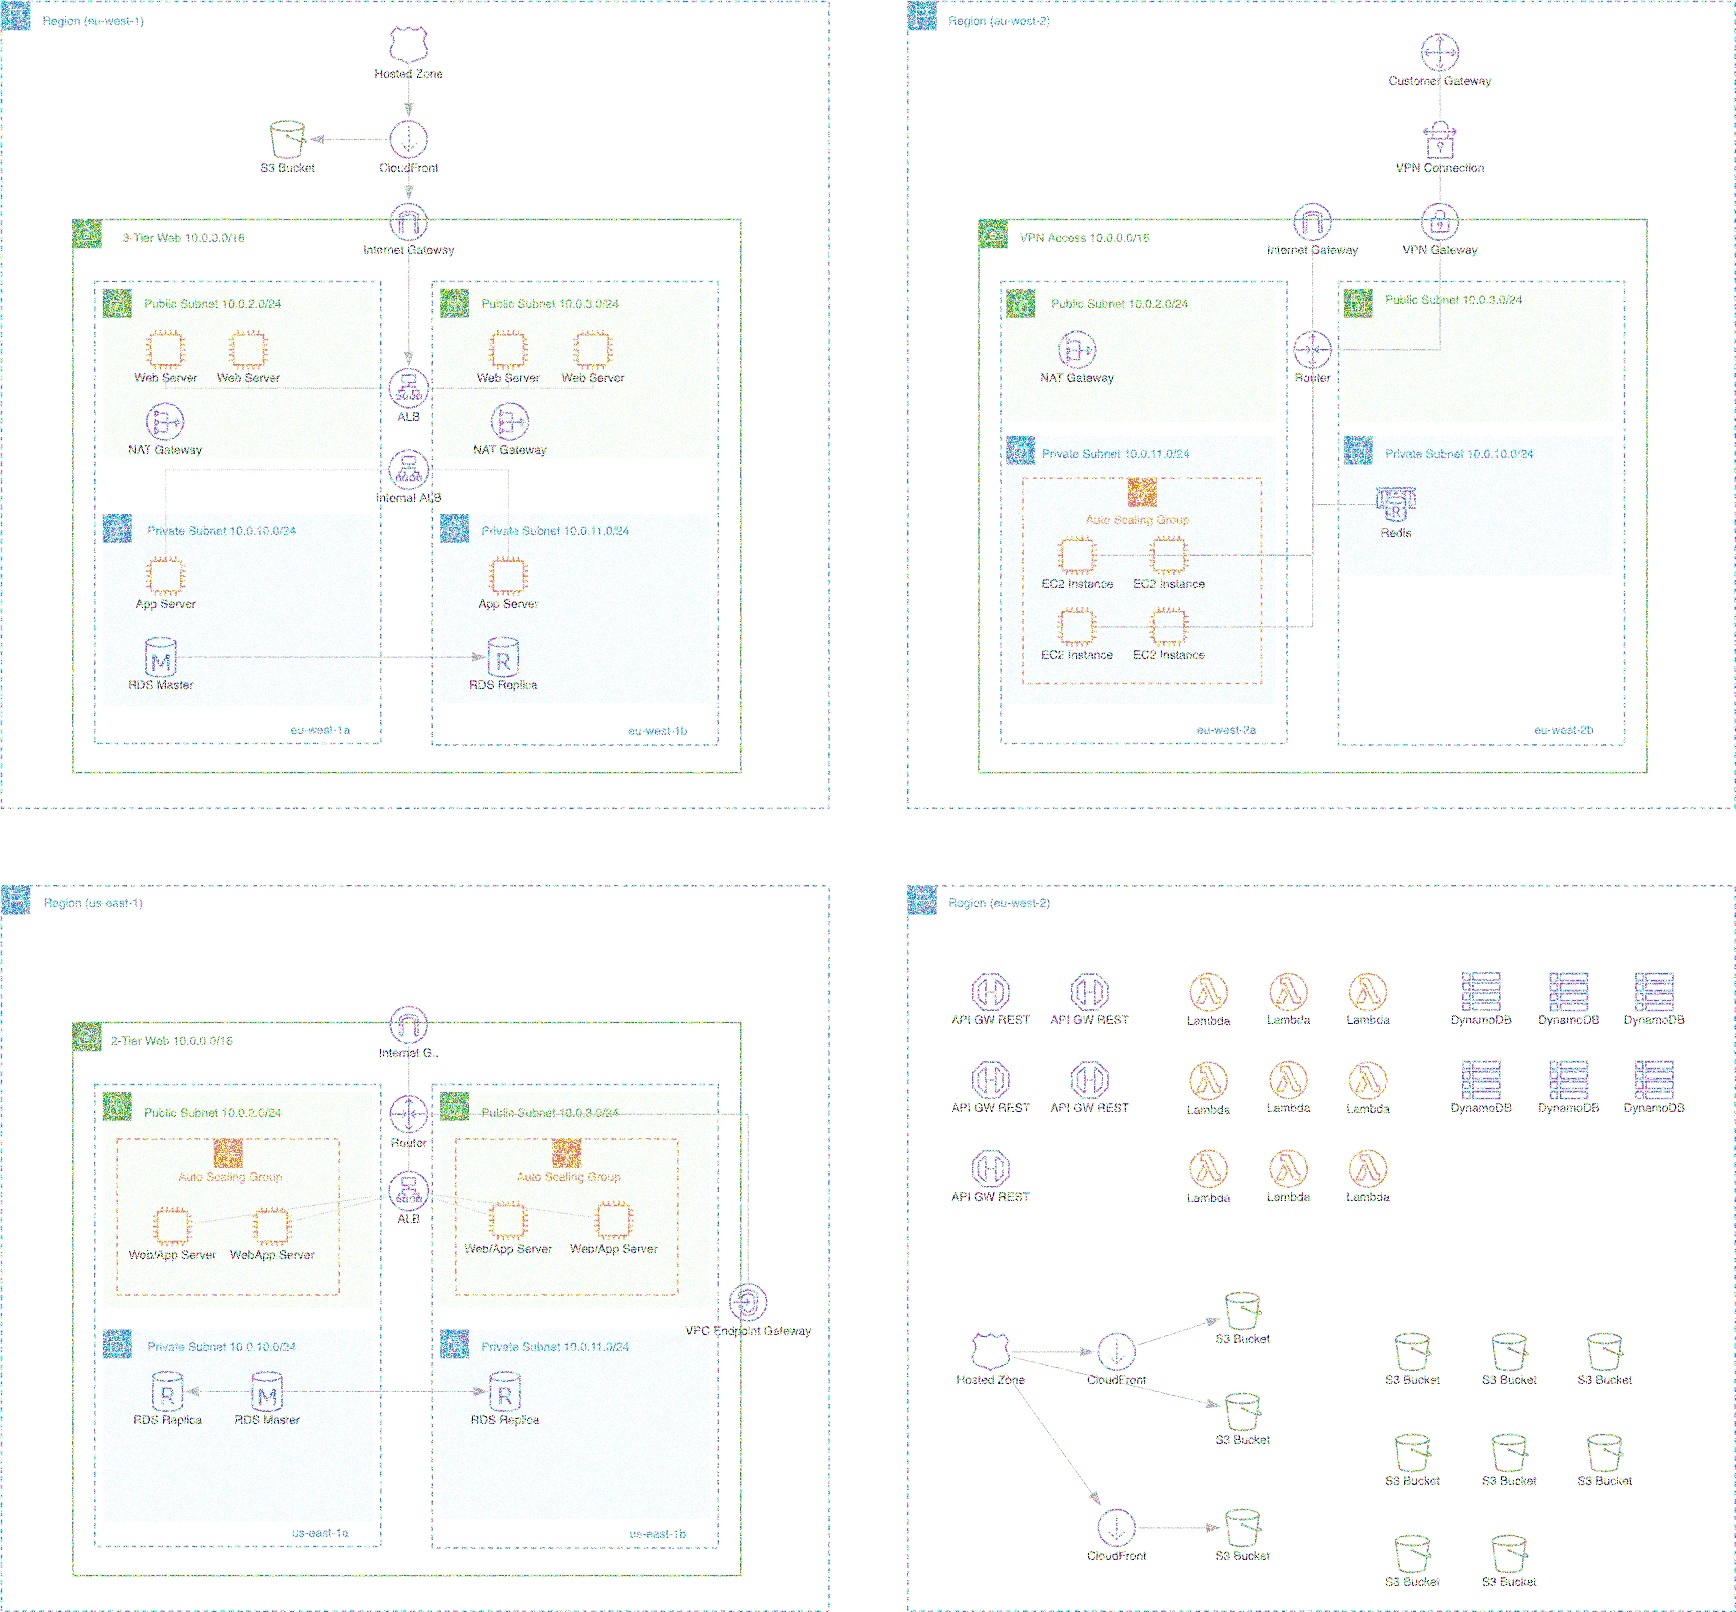 Region (eu-west-1)
Hosted Zone
S3 Bucket
CloudFront
3-Tier Web 10.0.0.0/16
Internet Gateway
Public Subnet 10.0.2.0/24
Public Subnet 10.0.3.0/24
Web Server
Web Server
Web Server
Web Server
ALB
NAT Gateway
NAT Gateway
Internal ALB
Private Subnet 10.0.10.0/24
Private Subnet 10.0.11.0/24
App Server
App Server
M
R
RDS Master
RDS Replica
eu-west-1a
eu-west-1b
Region (eu-west-2)
Customer Gateway
VPN Connection
VPN Access 10.0.0.0/16
Internet Gateway
VPN Gateway
Public Subnet 10.0.2.0/24
Public Subnet 10.0.3.0/24
NAT Gateway
Router
Private Subnet 10.0.11.0/24
Private Subnet 10.0.10.0/24
Auto Scaling Group
R
Redis
EC2 Instance
EC2 Instance
EC2 Instance
EC2 Instance
eu-west-2a
eu-west-2b
Region (us-east-1)
2-Tier Web 10.0.0.0/16
Internet G..
Public Subnet 10.0.2.0/24
Public Subnet 10.0.3.0/24
Router
Auto Scaling Group
Auto Scaling Group
ALB
Web/App Server
WebApp Server
Web/App Server
Web/App Server
VPC Endpoint Gateway
Private Subnet 10.0.10.0/24
Private Subnet 10.0.11.0/24
R
M
R
RDS Replica
RDS Master
RDS Replica
us-east-1a
us-east-1b
Region (eu-west-2)
API GW REST
API GW REST
Lambda
Lambda
Lambda
DynamoDB
DynamoDB
DynamoDB
API GW REST
API GW REST
Lambda
Lambda
Lambda
DynamoDB
DynamoDB
DynamoDB
API GW REST
Lambda
Lambda
Lambda
S3 Bucket
Hosted Zone
CloudFront
S3 Bucket
S3 Bucket
S3 Bucket
S3 Bucket
S3 Bucket
S3 Bucket
S3 Bucket
CloudFront
S3 Bucket
S3 Bucket
S3 Bucket